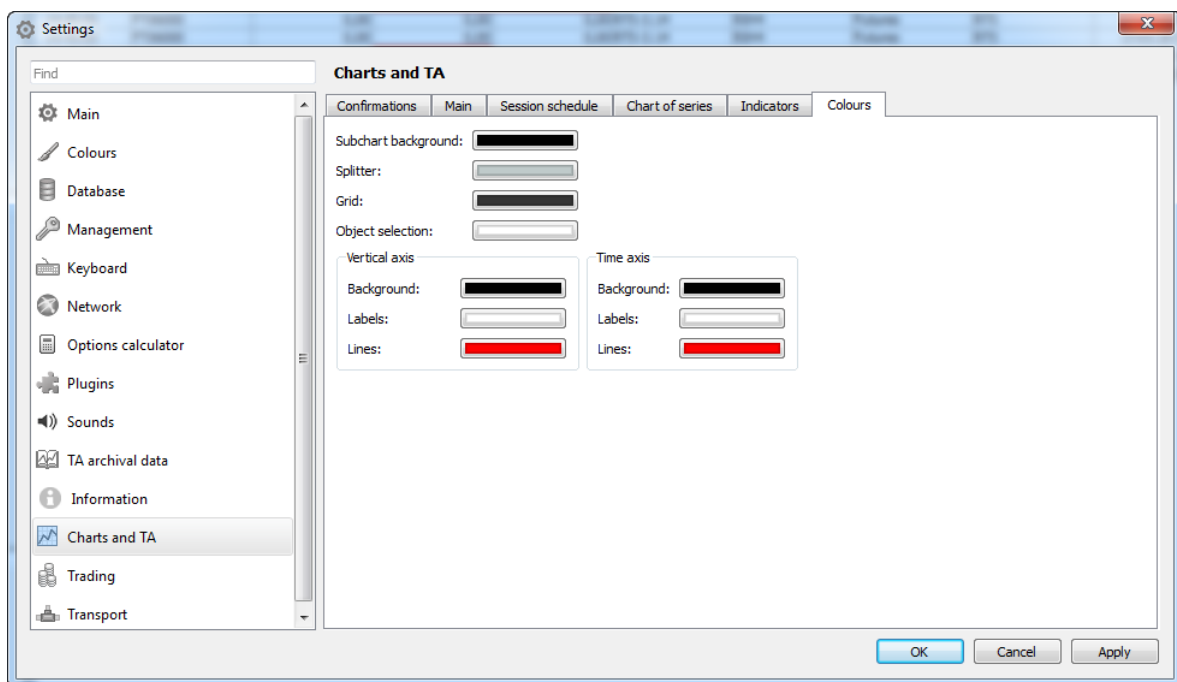 Settings
Find
Main
Colours
Database
Management
Keyboard
Network
Options calculator
Plugins
Sounds
TA archival data
Information
Charts and TA
Trading
Transport
Charts and TA
Confirmations Main Session schedule Chart of series Indicators Colours
Subchart background:
Splitter:
Grid:
Object selection:
Vertical axis
Background:
Labels:
Lines:
Time axis
Background:
Labels:
Lines:
OK Cancel Apply